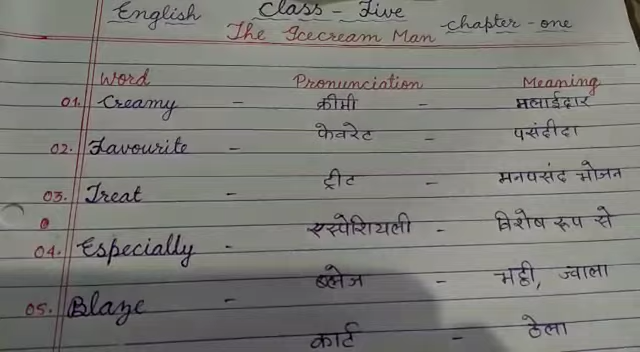 English Class - Five Chapter - one
The Icecream Man
Word Pronunciation Meaning
01. Creamy - क्रीमी - मलाईदार
02. Favourite - फेवरेट - पसंदीदा
03. Treat - ट्रीट - मनपसंद भोजन
04. Especially - एस्पेशियली - विशेष रूप से
05. Blaze - ब्लेज - भट्टी, ज्वाला
कार्ट - ठेला